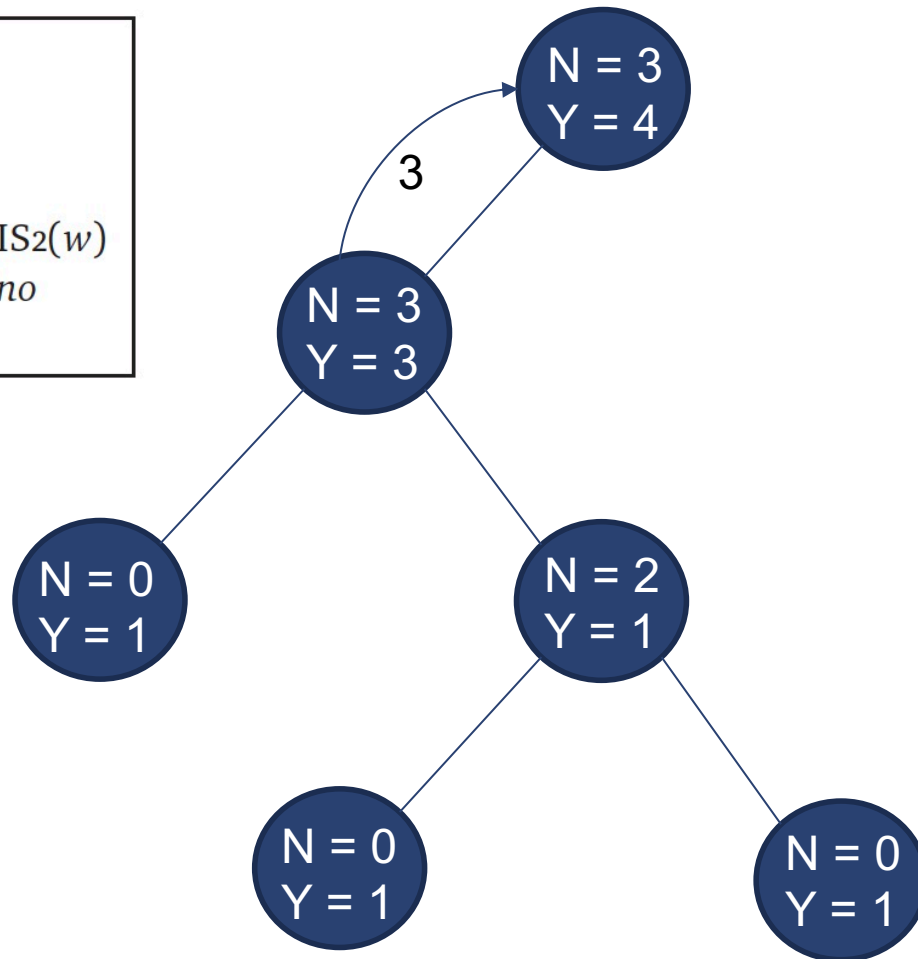 IS2(w)
no
N = 3
Y = 4
3
N = 3
Y = 3
N = 0
Y = 1
N = 2
Y = 1
N = 0
Y = 1
N = 0
Y = 1